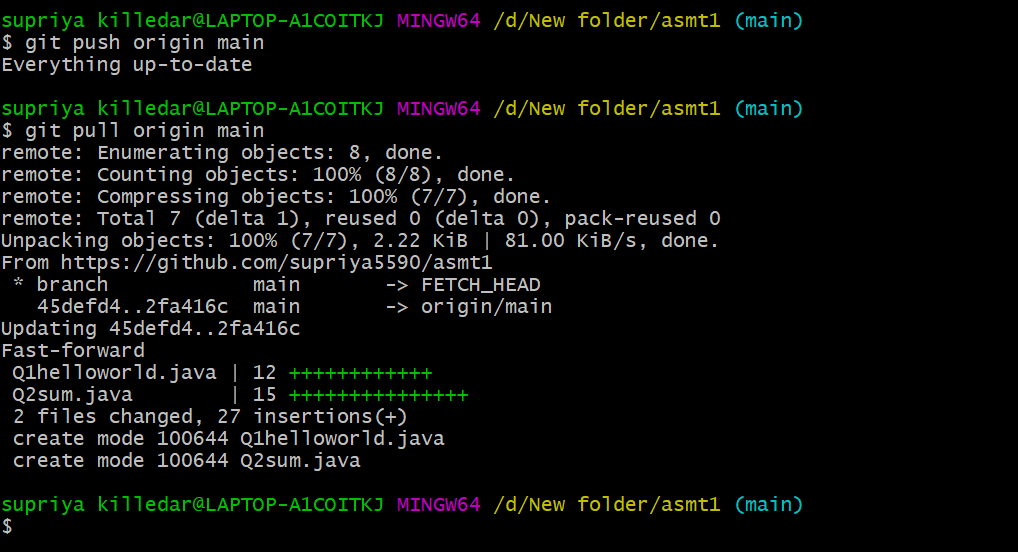 supriya killedar@LAPTOP-A1COITKJ MINGW64 /d/New folder/asmt1 (main)
$ git push origin main
Everything up-to-date

supriya killedar@LAPTOP-A1COITKJ MINGW64 /d/New folder/asmt1 (main)
$ git pull origin main
remote: Enumerating objects: 8, done.
remote: Counting objects: 100% (8/8), done.
remote: Compressing objects: 100% (7/7), done.
remote: Total 7 (delta 1), reused 0 (delta 0), pack-reused 0
Unpacking objects: 100% (7/7), 2.22 KiB | 81.00 KiB/s, done.
From https://github.com/supriya5590/asmt1
 * branch            main       -> FETCH_HEAD
   45defd4..2fa416c  main       -> origin/main
Updating 45defd4..2fa416c
Fast-forward
 Q1helloworld.java | 12 ++++++++++++
 Q2sum.java        | 15 +++++++++++++++
 2 files changed, 27 insertions(+)
 create mode 100644 Q1helloworld.java
 create mode 100644 Q2sum.java

supriya killedar@LAPTOP-A1COITKJ MINGW64 /d/New folder/asmt1 (main)
$